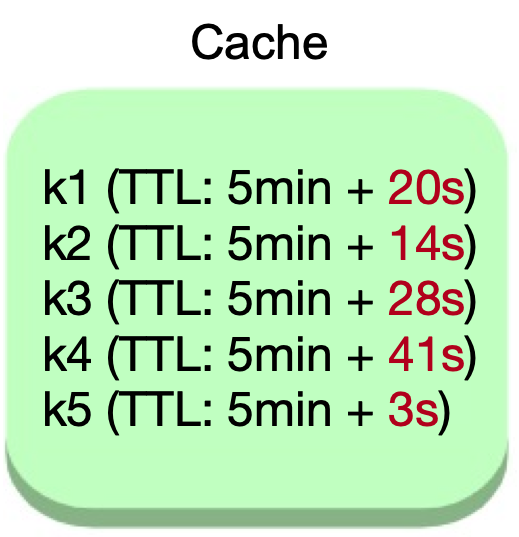 Cache
k1 (TTL: 5min + 20s)
k2 (TTL: 5min + 14s)
k3 (TTL: 5min + 28s)
k4 (TTL: 5min + 41s)
k5 (TTL: 5min + 3s)